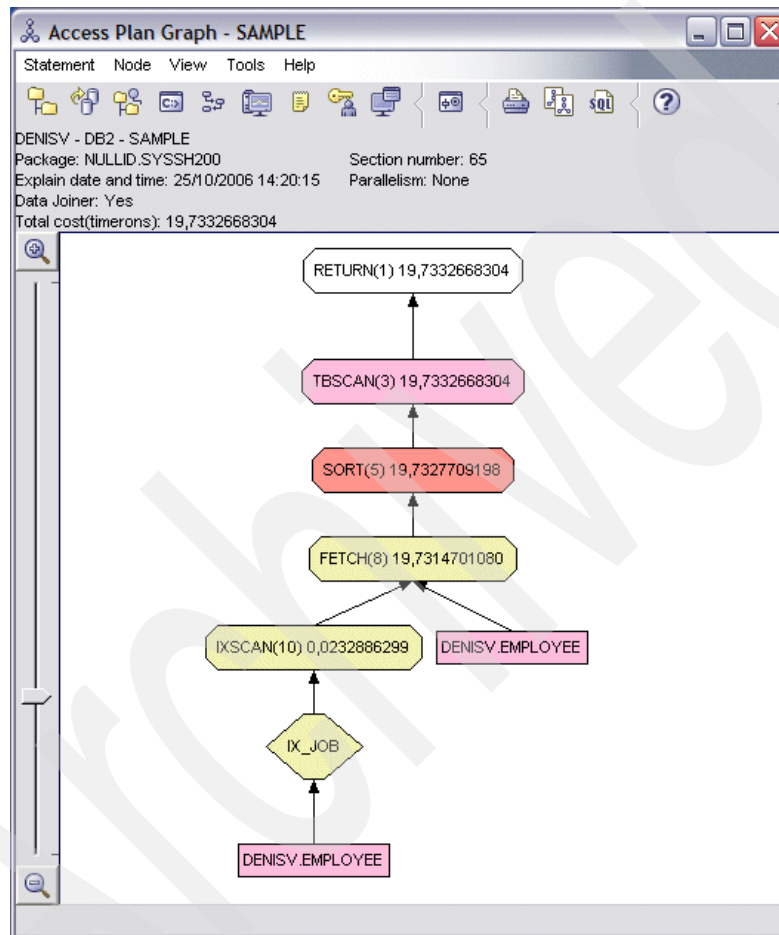 Access Plan Graph - SAMPLE
Statement Node View Tools Help
SQL
DENISV - DB2 - SAMPLE
Package: NULLID.SYSSH200 Section number: 65
Explain date and time: 25/10/2006 14:20:15 Parallelism: None
Data Joiner: Yes
Total cost(timerons): 19,7332668304
RETURN(1) 19,7332668304
TBSCAN(3) 19,7332668304
SORT(5) 19,7327709198
FETCH(8) 19,7314701080
IXSCAN(10) 0,0232886299 DENISV.EMPLOYEE
IX_JOB
DENISV.EMPLOYEE
Archived